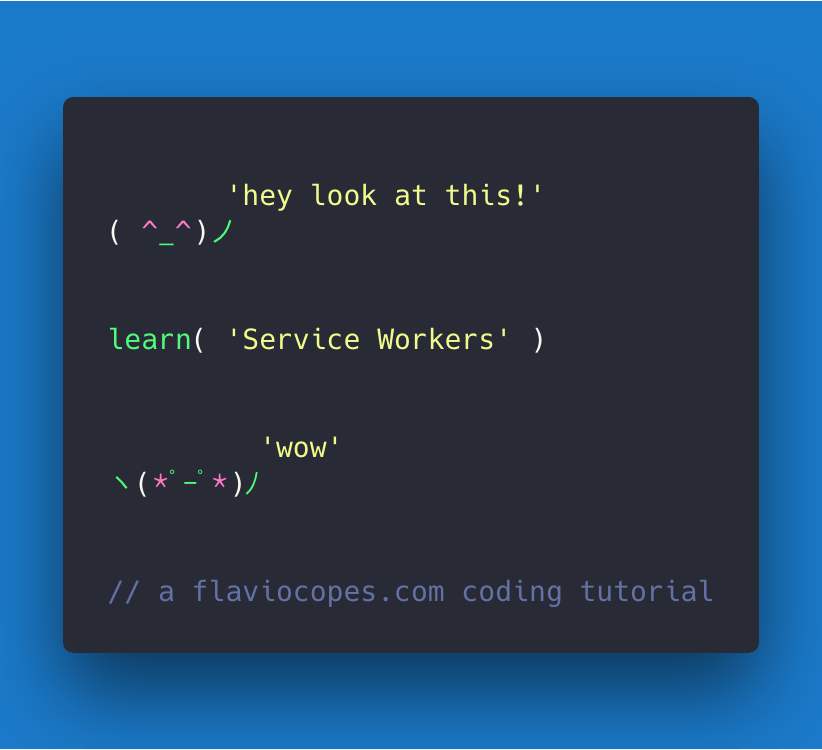 'hey look at this!'
( ^_^)ノ
learn( 'Service Workers' )
'wow'
ヽ(*ﾟｰﾟ*)ﾉ
// a flaviocopes.com coding tutorial